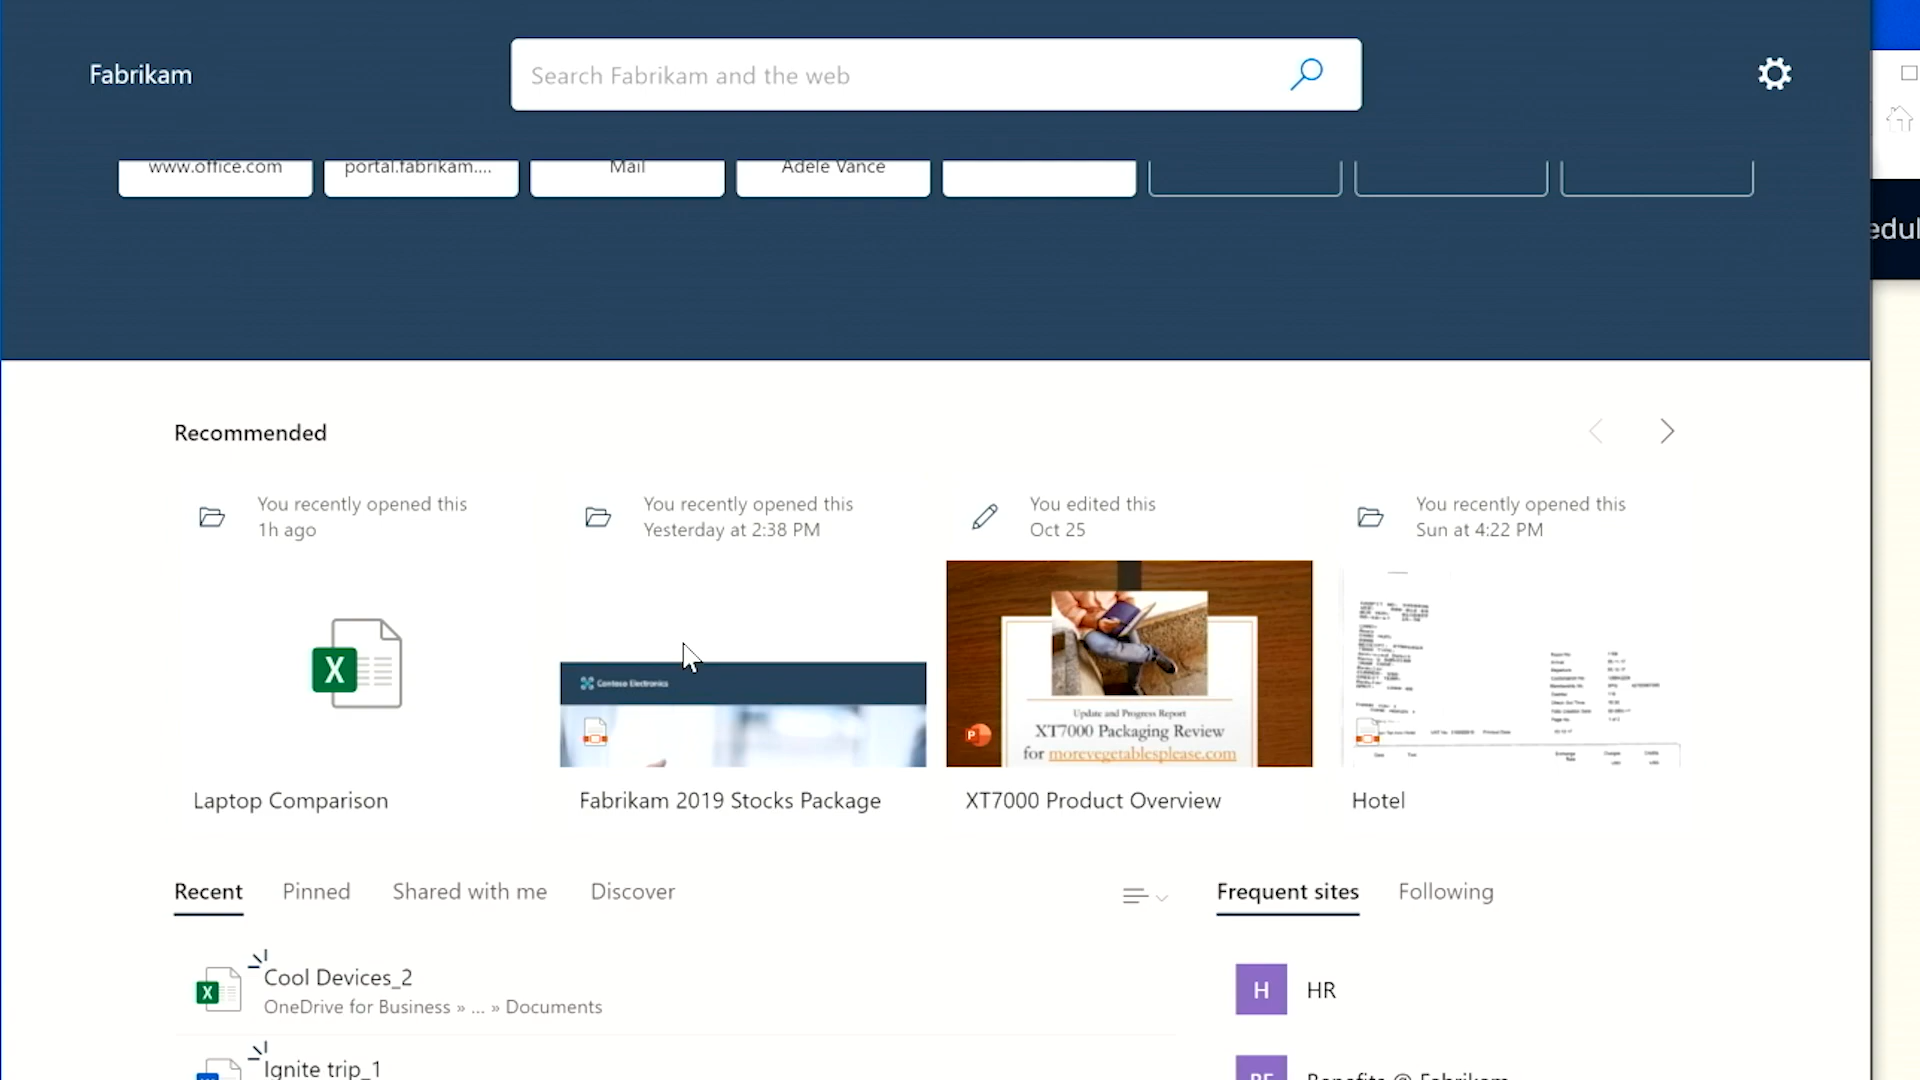 Fabrikam
Search Fabrikam and the web
www.office.com
portal.fabrikam....
Mail
Adele Vance
edul
Recommended
You recently opened this
1h ago
You recently opened this
Yesterday at 2:38 PM
You edited this
Oct 25
You recently opened this
Sun at 4:22 PM
X
Contoso Electronics
P
Update and Progress Report
XT7000 Packaging Review
for morevegetablesplease.com
Laptop Comparison
Fabrikam 2019 Stocks Package
XT7000 Product Overview
Hotel
Recent
Pinned
Shared with me
Discover
Frequent sites
Following
X
Cool Devices_2
OneDrive for Business » ... » Documents
H
HR
Ignite trip_1
Benefits @ Fabrikam